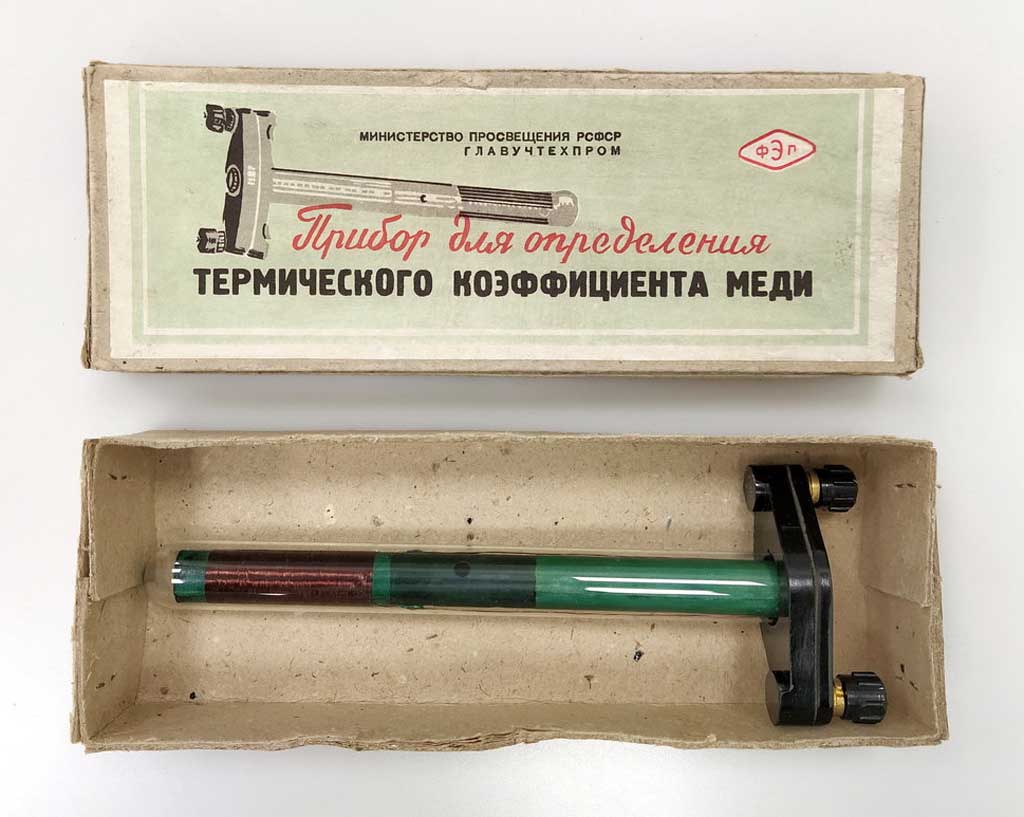 МИНИСТЕРСТВО ПРОСВЕЩЕНИЯ РСФСР
ГЛАВУЧТЕХПРОМ
ФЭП
Прибор для определения
ТЕРМИЧЕСКОГО КОЭФФИЦИЕНТА МЕДИ